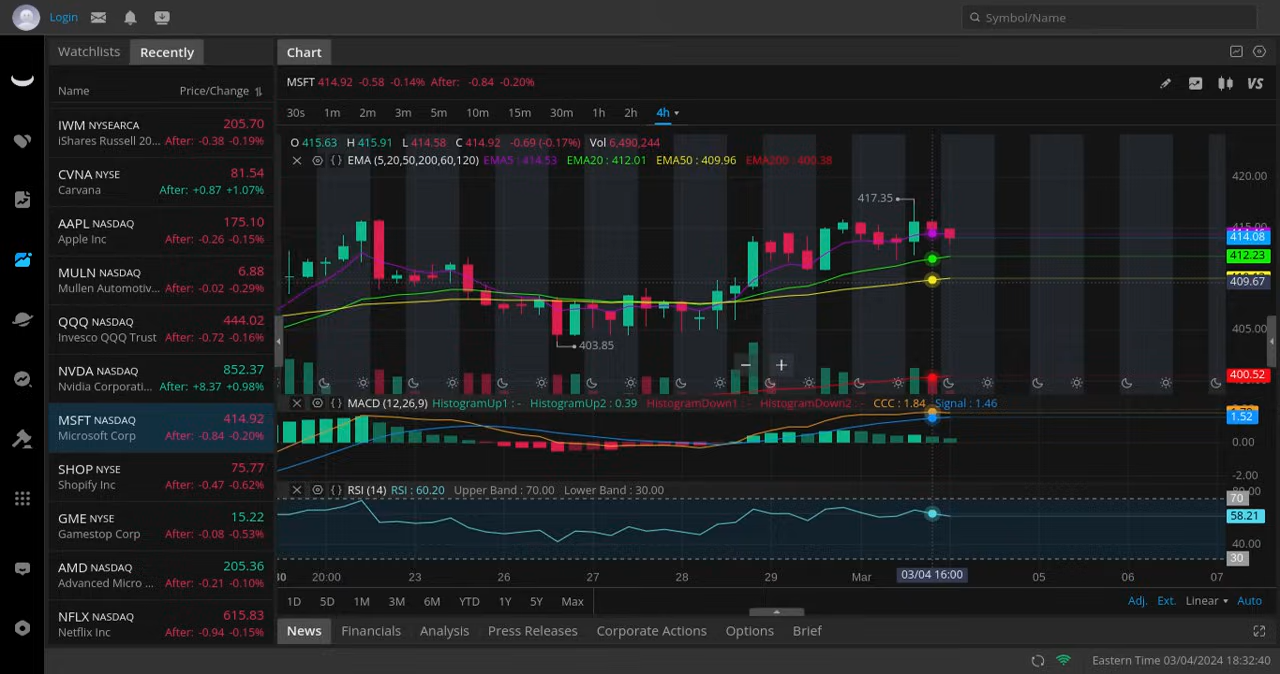 Login
Symbol/Name
Watchlists Recently
Name Price/Change
IWM NYSEARCA 205.70
iShares Russell 20... After: -0.38 -0.19%
CVNA NYSE 81.54
Carvana After: +0.87 +1.07%
AAPL NASDAQ 175.10
Apple Inc After: -0.26 -0.15%
MULN NASDAQ 6.88
Mullen Automotiv... After: -0.02 -0.29%
QQQ NASDAQ 444.02
Invesco QQQ Trust After: -0.72 -0.16%
NVDA NASDAQ 852.37
Nvidia Corporati... After: +8.37 +0.98%
MSFT NASDAQ 414.92
Microsoft Corp After: -0.84 -0.20%
SHOP NYSE 75.77
Shopify Inc After: -0.47 -0.62%
GME NYSE 15.22
Gamestop Corp After: -0.08 -0.53%
AMD NASDAQ 205.36
Advanced Micro ... After: -0.21 -0.10%
NFLX NASDAQ 615.83
Netflix Inc After: -0.94 -0.15%
Chart
MSFT 414.92 -0.58 -0.14% After: -0.84 -0.20%
VS
30s 1m 2m 3m 5m 10m 15m 30m 1h 2h 4h
O 415.63 H 415.91 L 414.58 C 414.92 -0.69 (-0.17%) Vol 6,490,244
EMA (5,20,50,200,60,120) EMA5 : 414.53 EMA20 : 412.01 EMA50 : 409.96 EMA200 : 400.38
420.00
417.35
414.08
412.23
409.67
405.00
403.85
400.52
MACD (12,26,9) HistogramUp1 : - HistogramUp2 : 0.39 HistogramDown1 : - HistogramDown2 : - CCC : 1.84 Signal : 1.46
1.52
0.00
-2.00
RSI (14) RSI : 60.20 Upper Band : 70.00 Lower Band : 30.00
70
58.21
40.00
30
20:00 23 26 27 28 29 Mar 03/04 16:00 05 06 07
1D 5D 1M 3M 6M YTD 1Y 5Y Max
Adj. Ext. Linear Auto
News Financials Analysis Press Releases Corporate Actions Options Brief
Eastern Time 03/04/2024 18:32:40